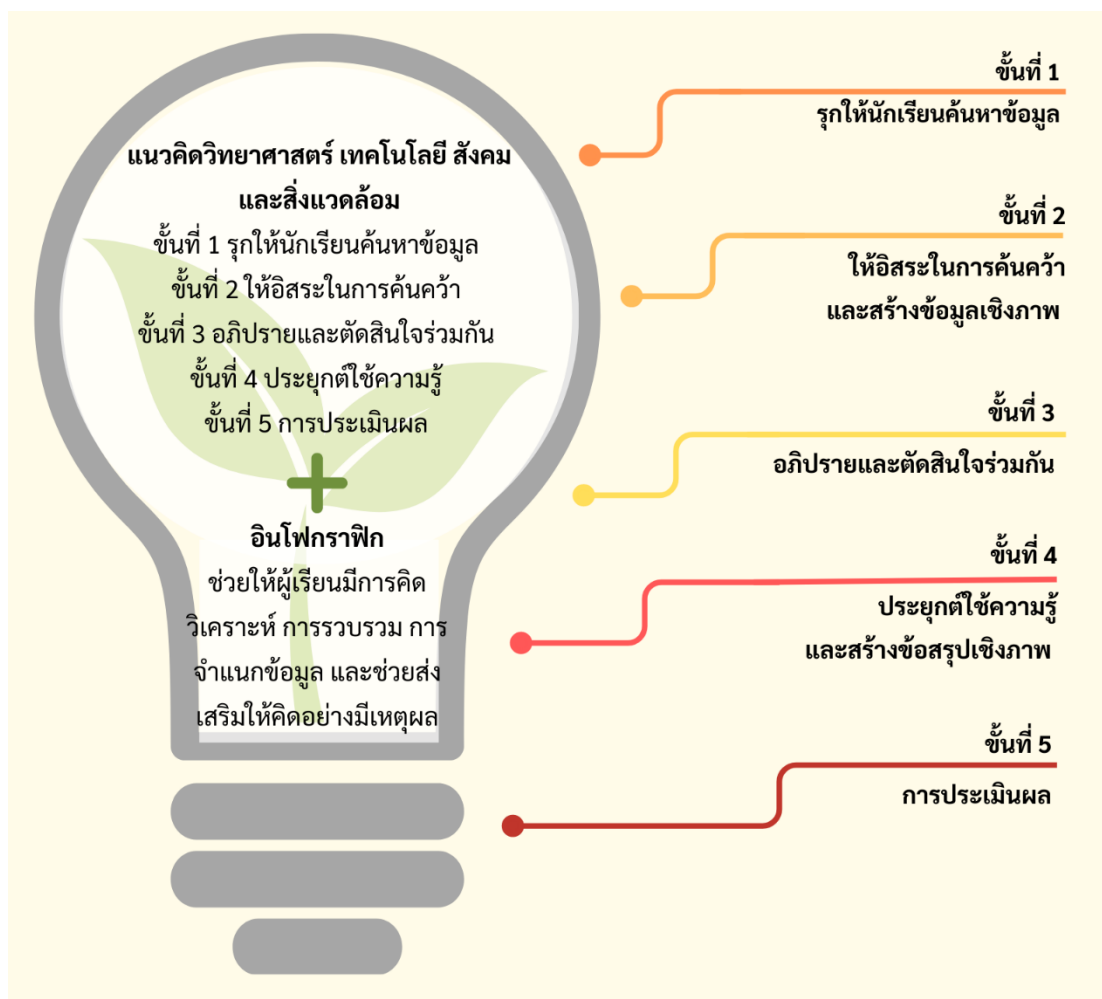 แนวคิดวิทยาศาสตร์ เทคโนโลยี สังคม
และสิ่งแวดล้อม
ขั้นที่ 1 รุกให้นักเรียนค้นหาข้อมูล
ขั้นที่ 2 ให้อิสระในการค้นคว้า
ขั้นที่ 3 อภิปรายและตัดสินใจร่วมกัน
ขั้นที่ 4 ประยุกต์ใช้ความรู้
ขั้นที่ 5 การประเมินผล
+
อินโฟกราฟิก
ช่วยให้ผู้เรียนมีการคิด
วิเคราะห์ การรวบรวม การ
จำแนกข้อมูล และช่วยส่ง
เสริมให้คิดอย่างมีเหตุผล
ขั้นที่ 1
รุกให้นักเรียนค้นหาข้อมูล
ขั้นที่ 2
ให้อิสระในการค้นคว้า
และสร้างข้อมูลเชิงภาพ
ขั้นที่ 3
อภิปรายและตัดสินใจร่วมกัน
ขั้นที่ 4
ประยุกต์ใช้ความรู้
และสร้างข้อสรุปเชิงภาพ
ขั้นที่ 5
การประเมินผล